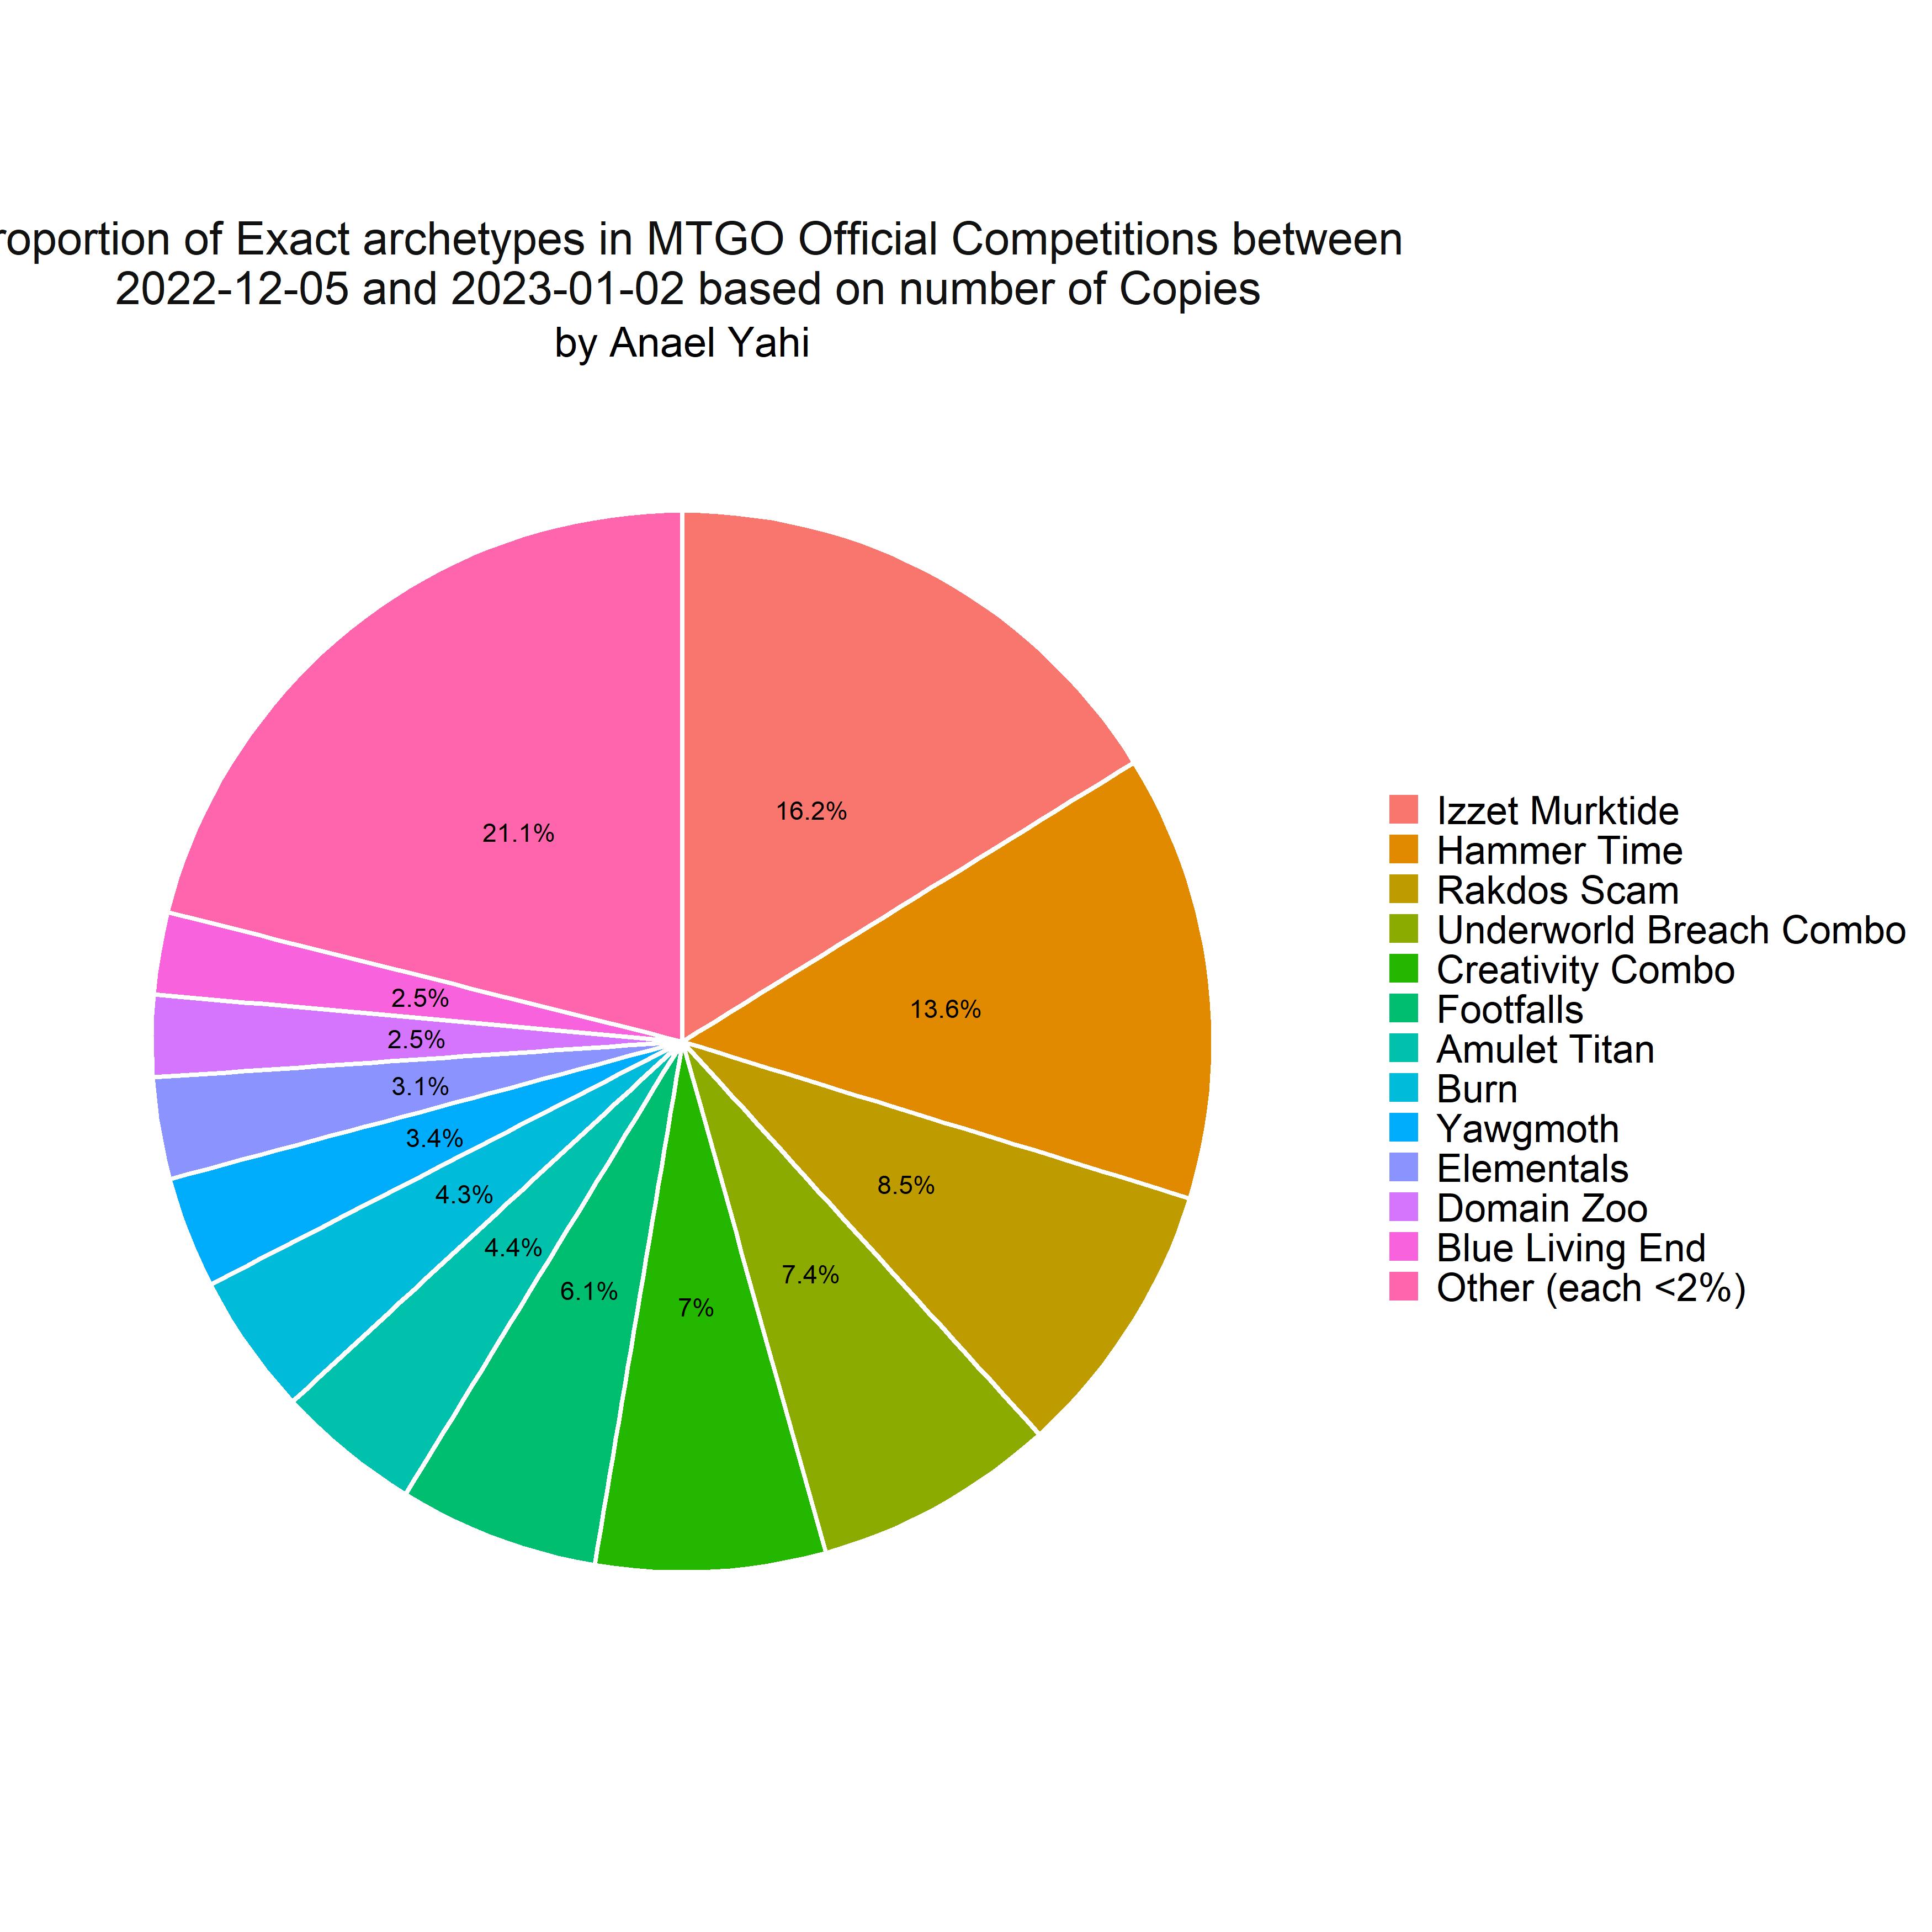 roportion of Exact archetypes in MTGO Official Competitions between
2022-12-05 and 2023-01-02 based on number of Copies
by Anael Yahi
16.2%
13.6%
8.5%
7.4%
7%
6.1%
4.4%
4.3%
3.4%
3.1%
2.5%
2.5%
21.1%
Izzet Murktide
Hammer Time
Rakdos Scam
Underworld Breach Combo
Creativity Combo
Footfalls
Amulet Titan
Burn
Yawgmoth
Elementals
Domain Zoo
Blue Living End
Other (each <2%)